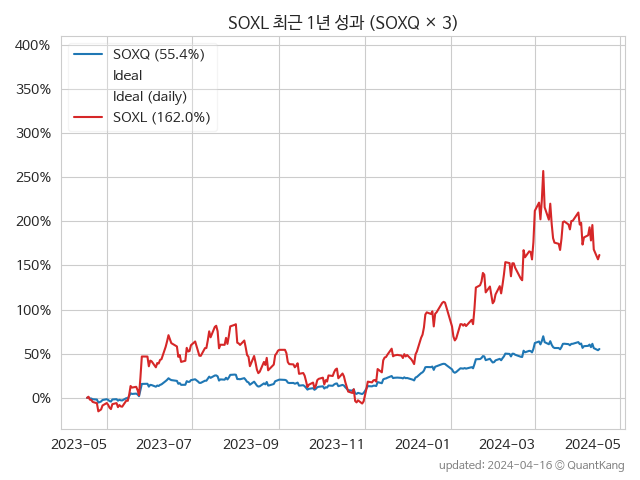 SOXL 최근 1년 성과 (SOXQ × 3)
400%
350%
300%
250%
200%
150%
100%
50%
0%
SOXQ (55.4%)
Ideal
Ideal (daily)
SOXL (162.0%)
2023-05
2023-07
2023-09
2023-11
2024-01
2024-03
2024-05
updated: 2024-04-16 © QuantKang